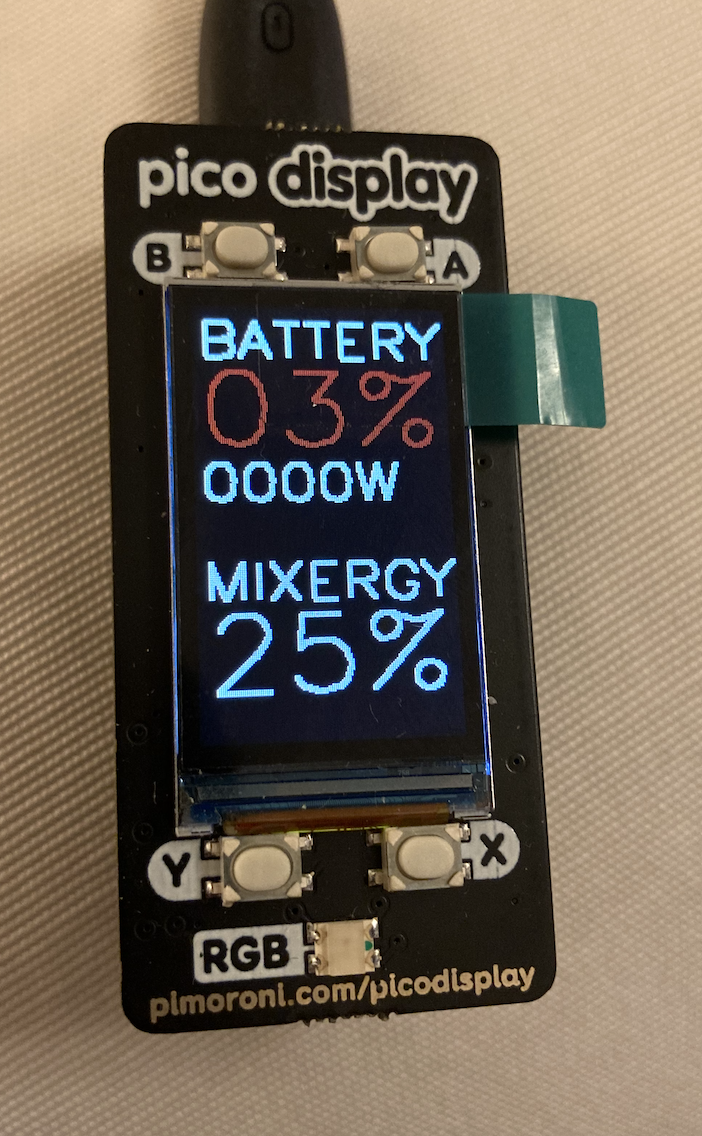 pico display
B A
BATTERY
03%
0000W
MIXERGY
25%
Y X
RGB
pimoroni.com/picodisplay